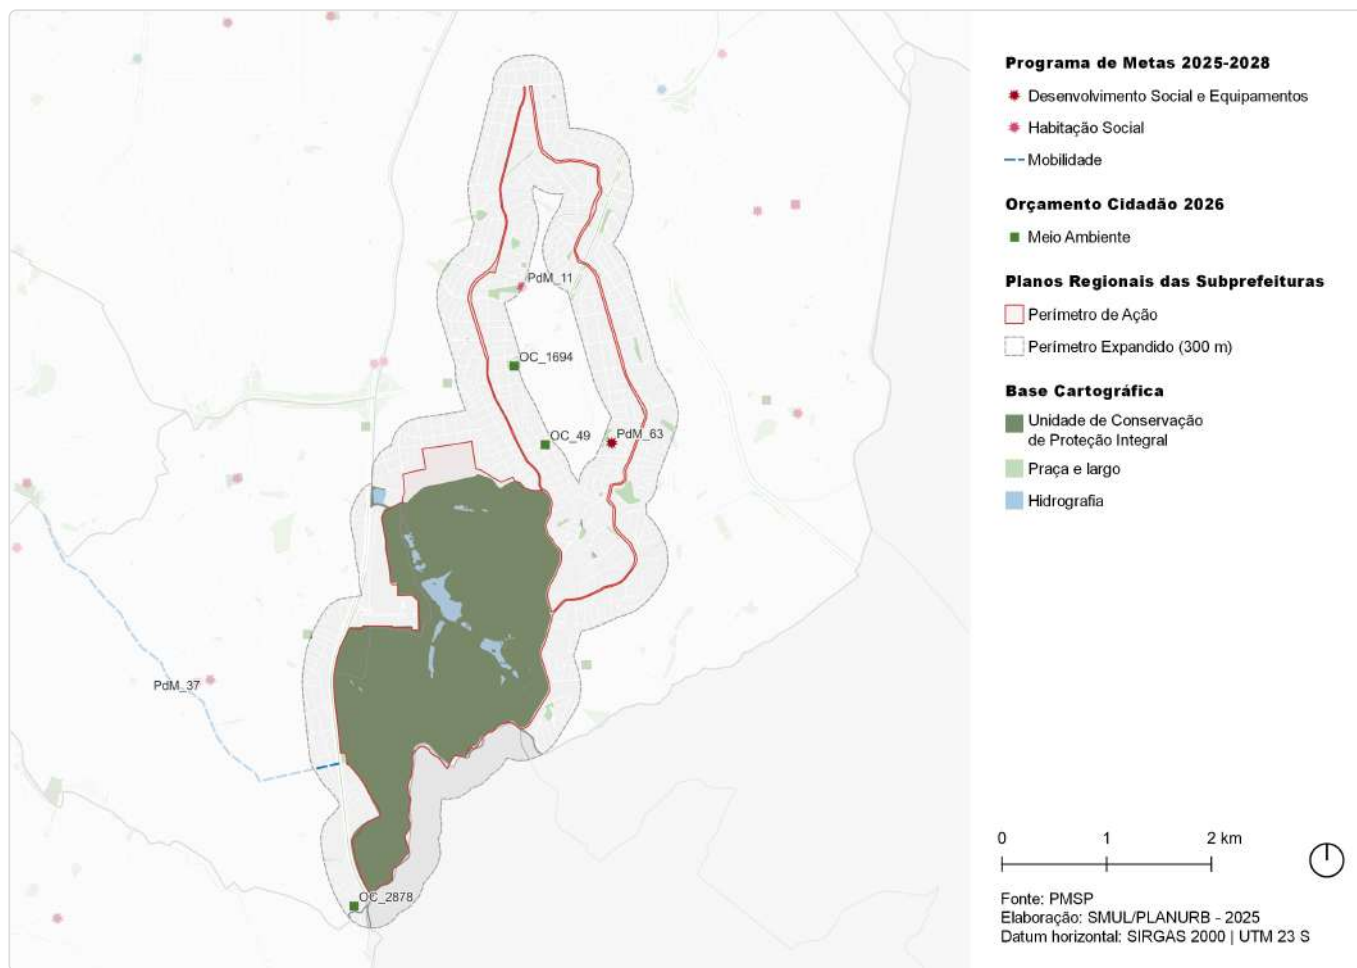 PdM_11
OC_1694
OC_49
PdM_63
PdM_37
OC_2878
Programa de Metas 2025-2028
Desenvolvimento Social e Equipamentos
Habitação Social
Mobilidade
Orçamento Cidadão 2026
Meio Ambiente
Planos Regionais das Subprefeituras
Perímetro de Ação
Perímetro Expandido (300 m)
Base Cartográfica
Unidade de Conservação
de Proteção Integral
Praça e largo
Hidrografia
0 1 2 km
Fonte: PMSP
Elaboração: SMUL/PLANURB - 2025
Datum horizontal: SIRGAS 2000 | UTM 23 S